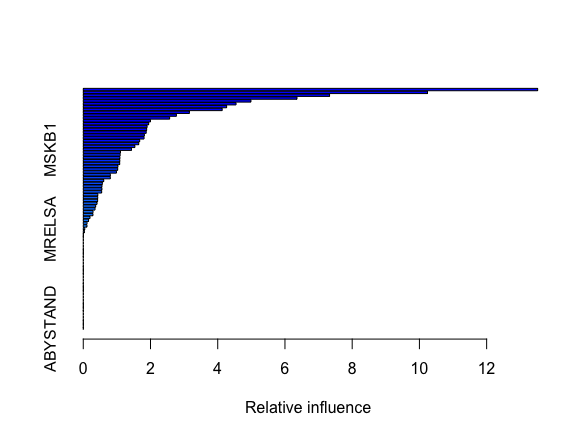 MSKB1
MRELSA
ABYSTAND
0 2 4 6 8 10 12
Relative influence